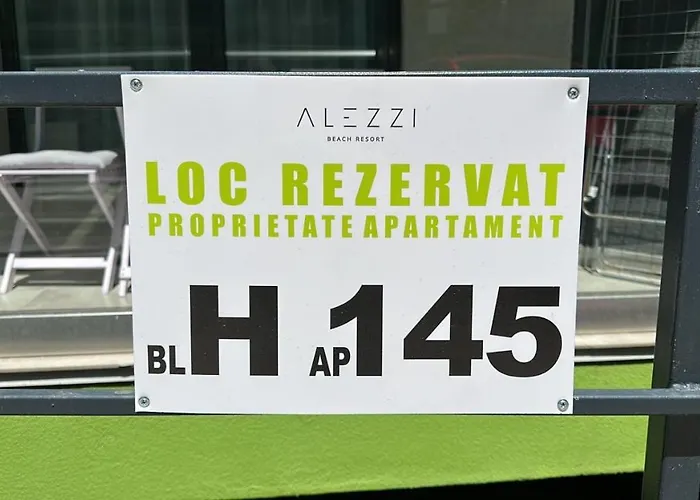 ALEZZI
BEACH RESORT
LOC REZERVAT
PROPRIETATE APARTAMENT
BL H AP 145